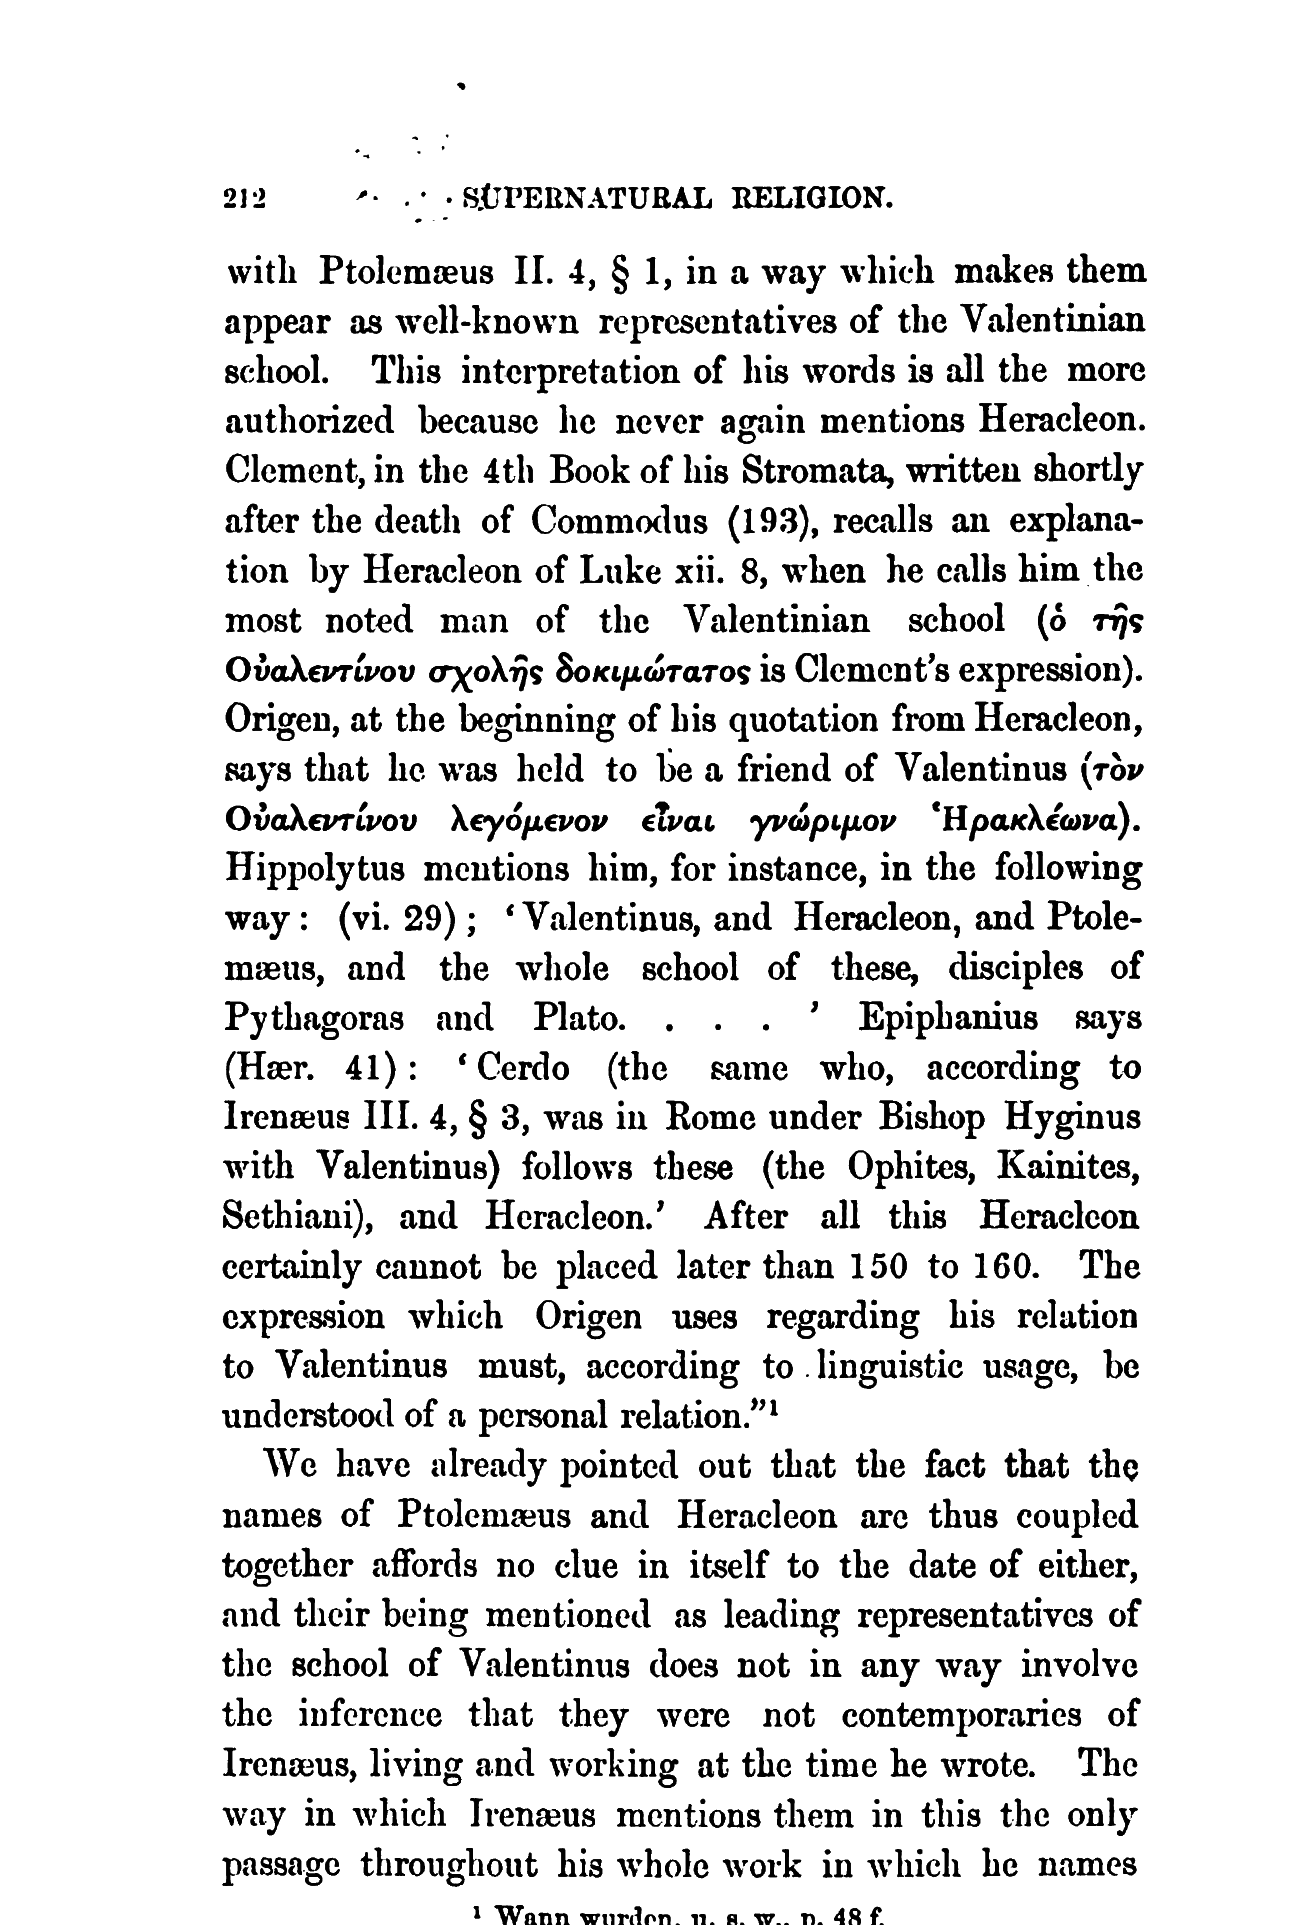 212 SUPERNATURAL RELIGION.
with Ptolemæus II. 4, § 1, in a way which makes them
appear as well-known representatives of the Valentinian
school. This interpretation of his words is all the more
authorized because he never again mentions Heracleon.
Clement, in the 4th Book of his Stromata, written shortly
after the death of Commodus (193), recalls an explana-
tion by Heracleon of Luke xii. 8, when he calls him the
most noted man of the Valentinian school (ὁ τῆς
Οὐαλεντίνου σχολῆς δοκιμώτατος is Clement's expression).
Origen, at the beginning of his quotation from Heracleon,
says that he was held to be a friend of Valentinus (τὸν
Οὐαλεντίνου λεγόμενον εἶναι γνώριμον Ἡρακλέωνα).
Hippolytus mentions him, for instance, in the following
way: (vi. 29); 'Valentinus, and Heracleon, and Ptole-
mæus, and the whole school of these, disciples of
Pythagoras and Plato. . . . ' Epiphanius says
(Hær. 41): 'Cerdo (the same who, according to
Irenæus III. 4, § 3, was in Rome under Bishop Hyginus
with Valentinus) follows these (the Ophites, Kainites,
Sethiani), and Heracleon.' After all this Heracleon
certainly cannot be placed later than 150 to 160. The
expression which Origen uses regarding his relation
to Valentinus must, according to linguistic usage, be
understood of a personal relation."¹
We have already pointed out that the fact that the
names of Ptolemæus and Heracleon are thus coupled
together affords no clue in itself to the date of either,
and their being mentioned as leading representatives of
the school of Valentinus does not in any way involve
the inference that they were not contemporaries of
Irenæus, living and working at the time he wrote. The
way in which Irenæus mentions them in this the only
passage throughout his whole work in which he names
¹ Wann wurden, u. s. w., p. 48 f.